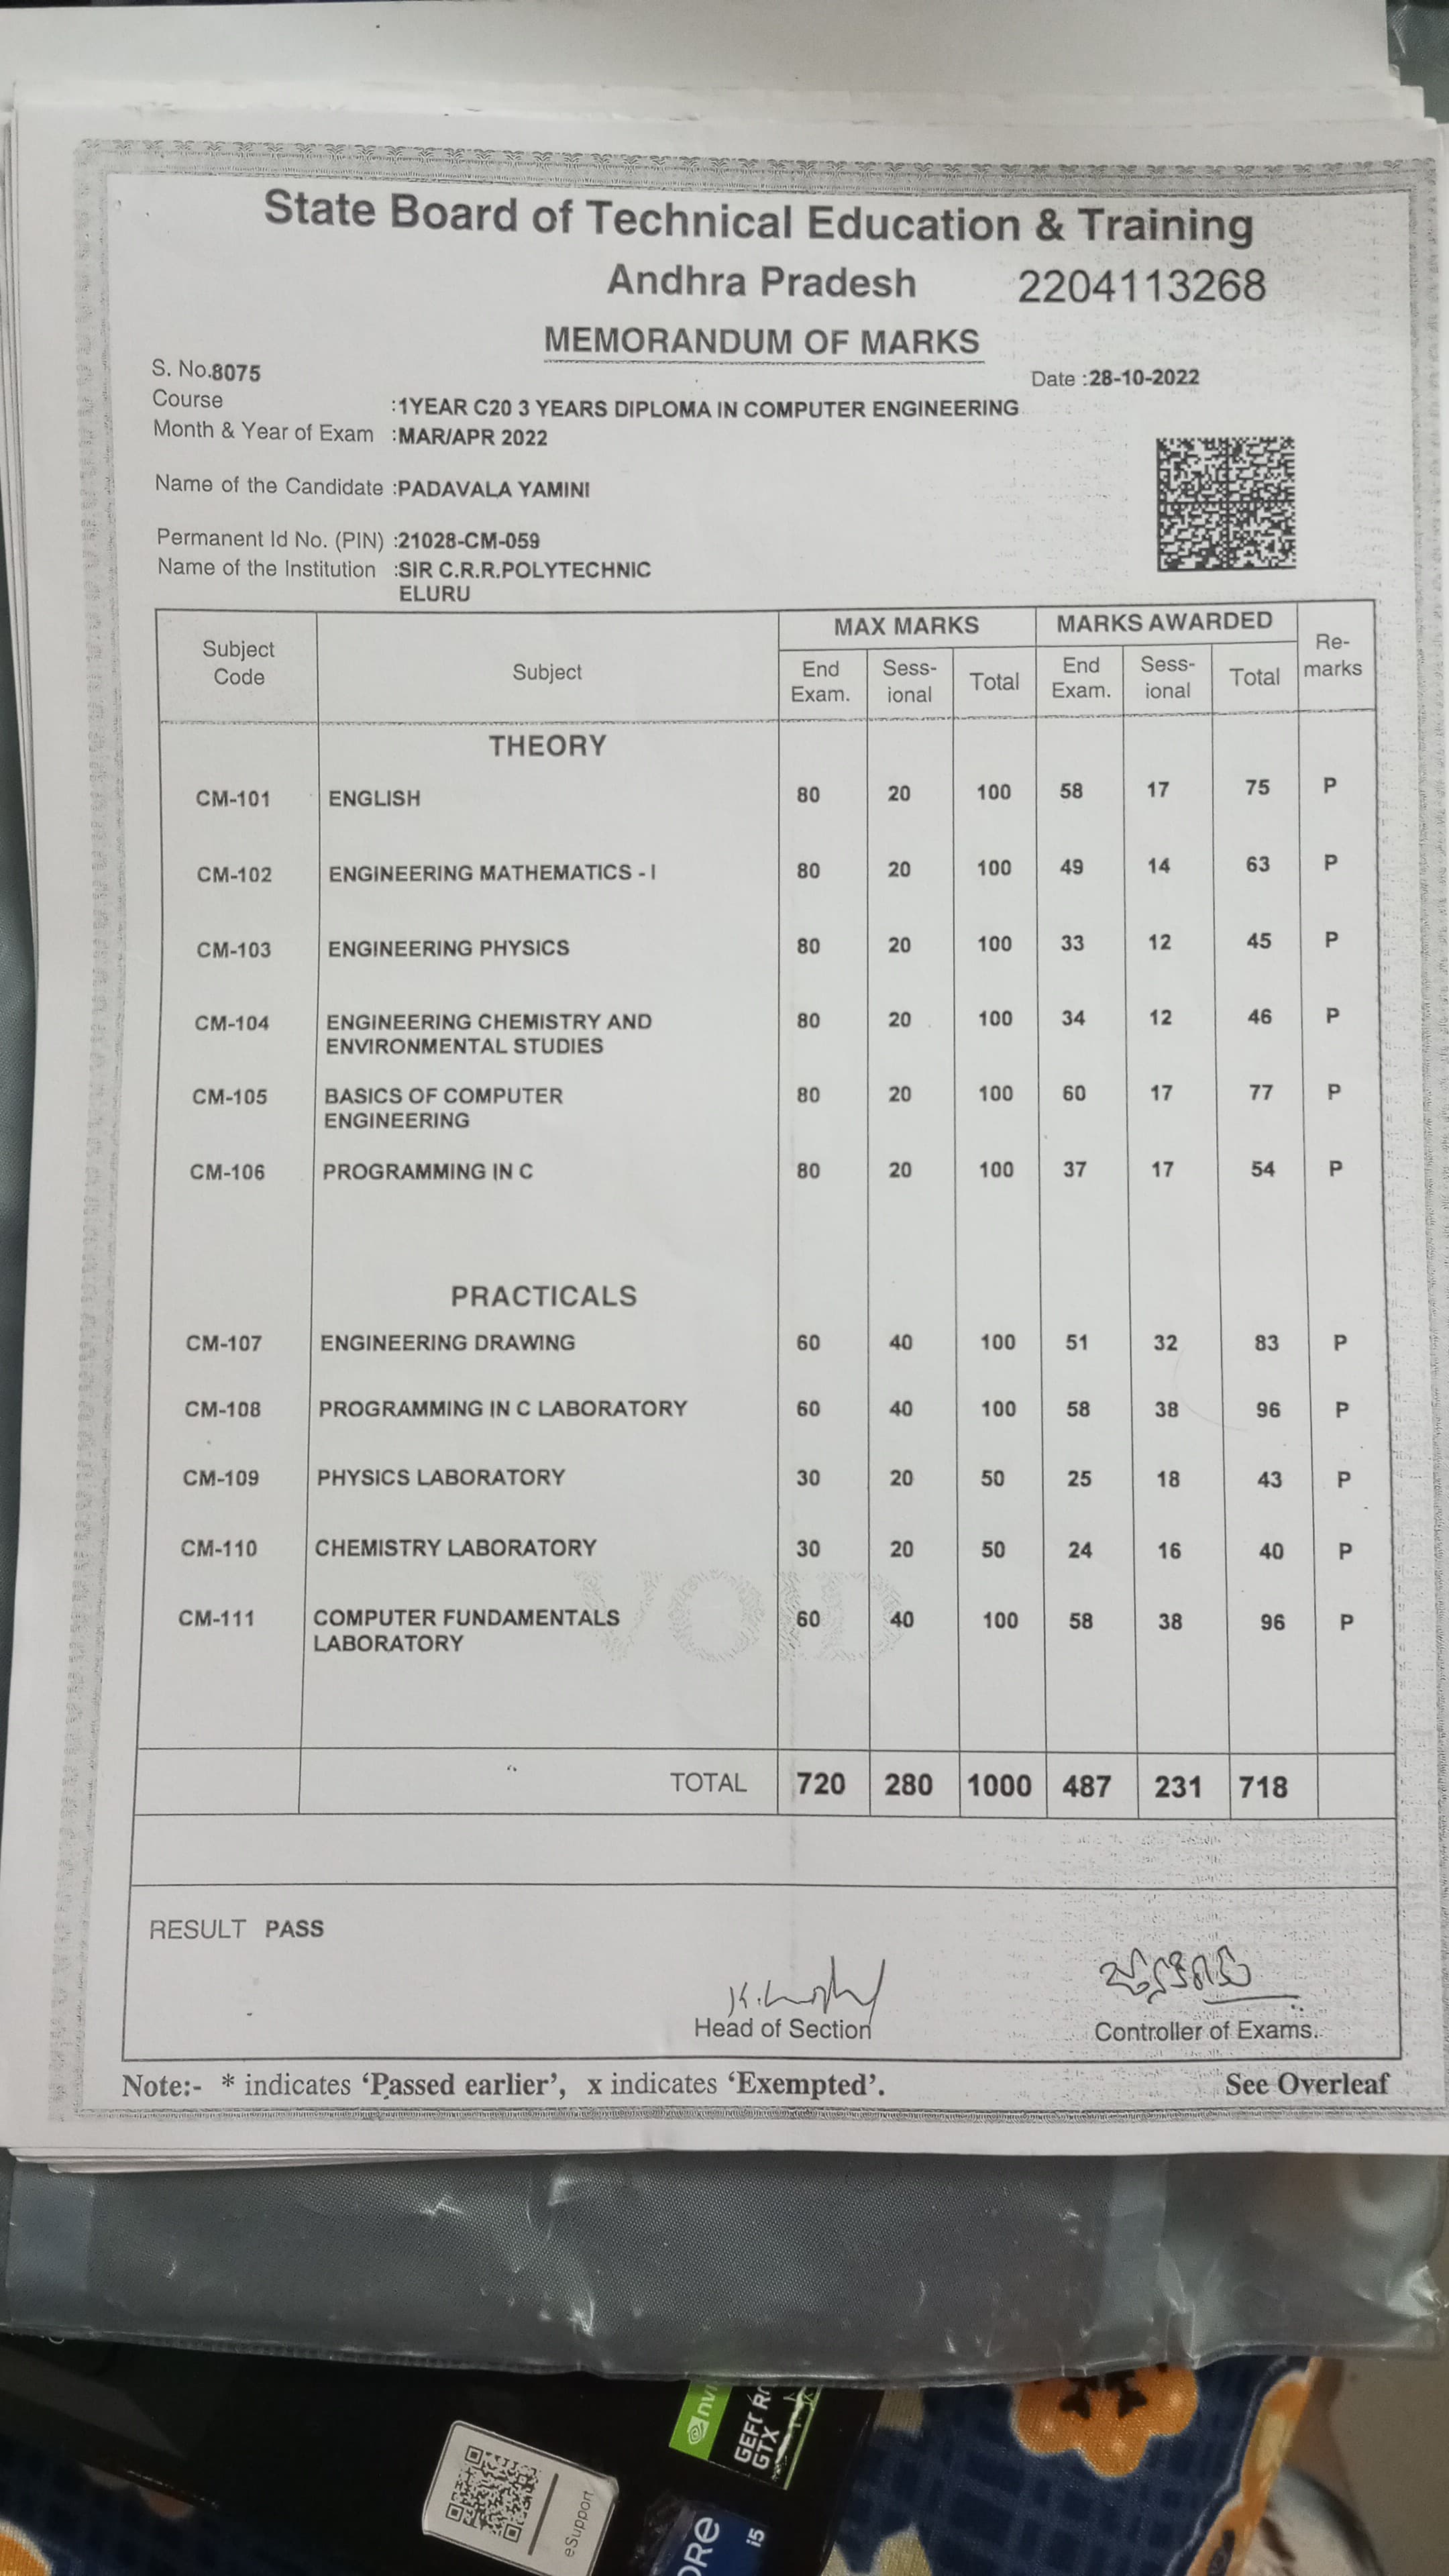 State Board of Technical Education & Training
Andhra Pradesh 2204113268
MEMORANDUM OF MARKS
S. No.8075 Date :28-10-2022
Course :1YEAR C20 3 YEARS DIPLOMA IN COMPUTER ENGINEERING
Month & Year of Exam :MAR/APR 2022
Name of the Candidate :PADAVALA YAMINI
Permanent Id No. (PIN) :21028-CM-059
Name of the Institution :SIR C.R.R.POLYTECHNIC
ELURU
Subject Code Subject MAX MARKS MARKS AWARDED Re-marks
End Exam. Sess-ional Total End Exam. Sess-ional Total
THEORY
CM-101 ENGLISH 80 20 100 58 17 75 P
CM-102 ENGINEERING MATHEMATICS - I 80 20 100 49 14 63 P
CM-103 ENGINEERING PHYSICS 80 20 100 33 12 45 P
CM-104 ENGINEERING CHEMISTRY AND 80 20 100 34 12 46 P
ENVIRONMENTAL STUDIES
CM-105 BASICS OF COMPUTER 80 20 100 60 17 77 P
ENGINEERING
CM-106 PROGRAMMING IN C 80 20 100 37 17 54 P
PRACTICALS
CM-107 ENGINEERING DRAWING 60 40 100 51 32 83 P
CM-108 PROGRAMMING IN C LABORATORY 60 40 100 58 38 96 P
CM-109 PHYSICS LABORATORY 30 20 50 25 18 43 P
CM-110 CHEMISTRY LABORATORY 30 20 50 24 16 40 P
VOID
CM-111 COMPUTER FUNDAMENTALS 60 40 100 58 38 96 P
LABORATORY
TOTAL 720 280 1000 487 231 718
RESULT PASS
Head of Section Controller of Exams.
Note:- * indicates ‘Passed earlier’, x indicates ‘Exempted’. See Overleaf
GTX
eSupport
i5